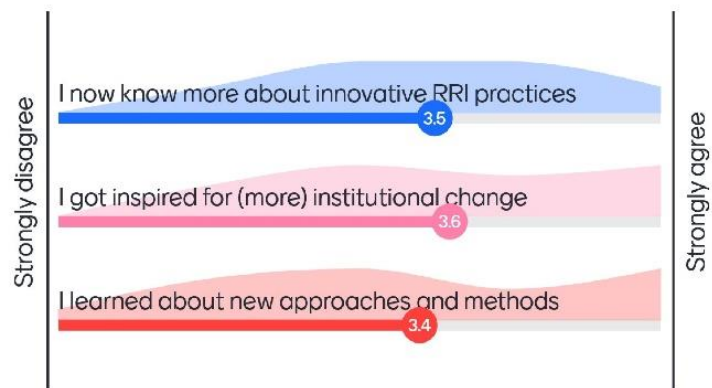 Strongly disagree
I now know more about innovative RRI practices
3.5
I got inspired for (more) institutional change
3.6
I learned about new approaches and methods
3.4
Strongly agree